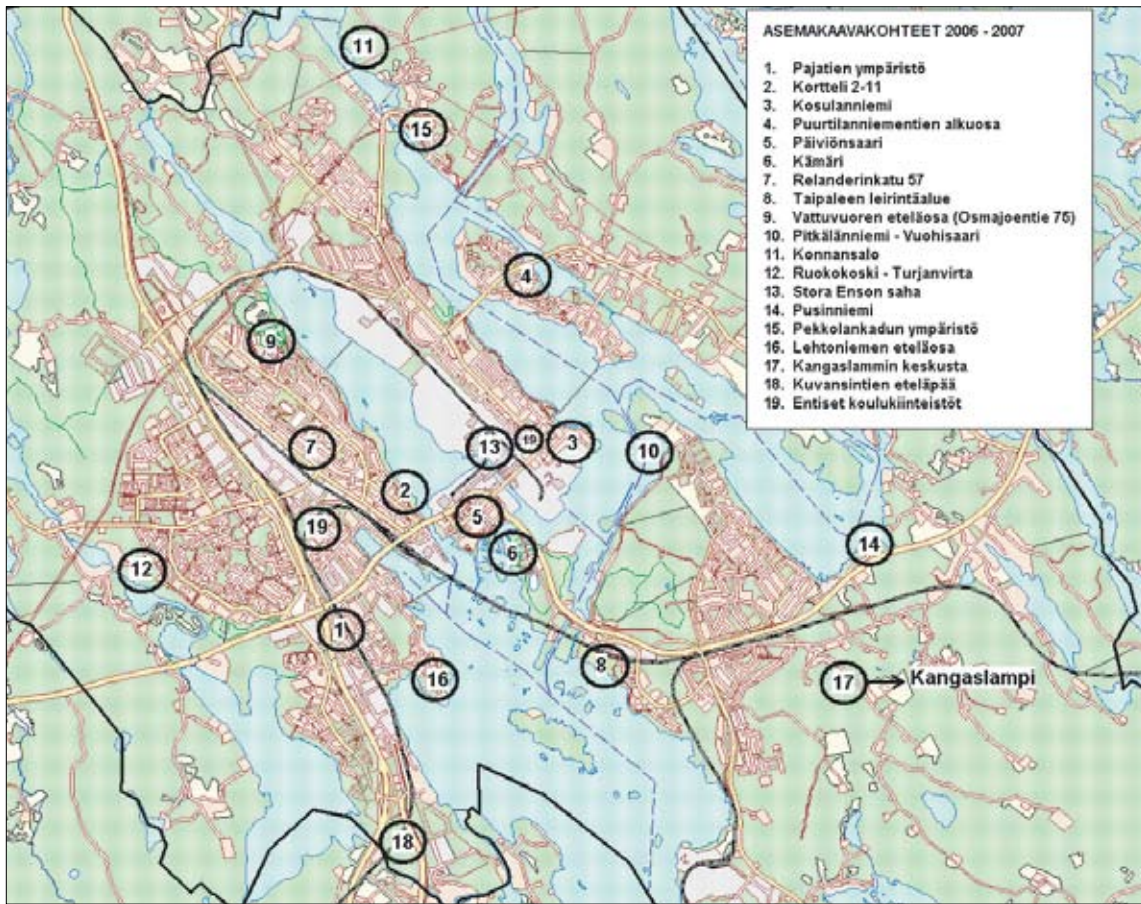 ASEMAKAAVAKOHTEET 2006 - 2007
1. Pajatien ympäristö
2. Kortteli 2-11
3. Kosulanniemi
4. Puurtilanniementien alkuosa
5. Päiviönsaari
6. Kämäri
7. Relanderinkatu 57
8. Taipaleen leirintäalue
9. Vattuvuoren eteläosa (Osmajoentie 75)
10. Pitkälänniemi - Vuohisaari
11. Konnansalo
12. Ruokokoski - Turjanvirta
13. Stora Enson saha
14. Pusinniemi
15. Pekkolankadun ympäristö
16. Lehtoniemen eteläosa
17. Kangaslammin keskusta
18. Kuvansintien eteläpää
19. Entiset koulukiinteistöt
11
15
4
9
13
19
3
10
7
2
5
19
6
14
12
1
8
16
17
Kangaslampi
18